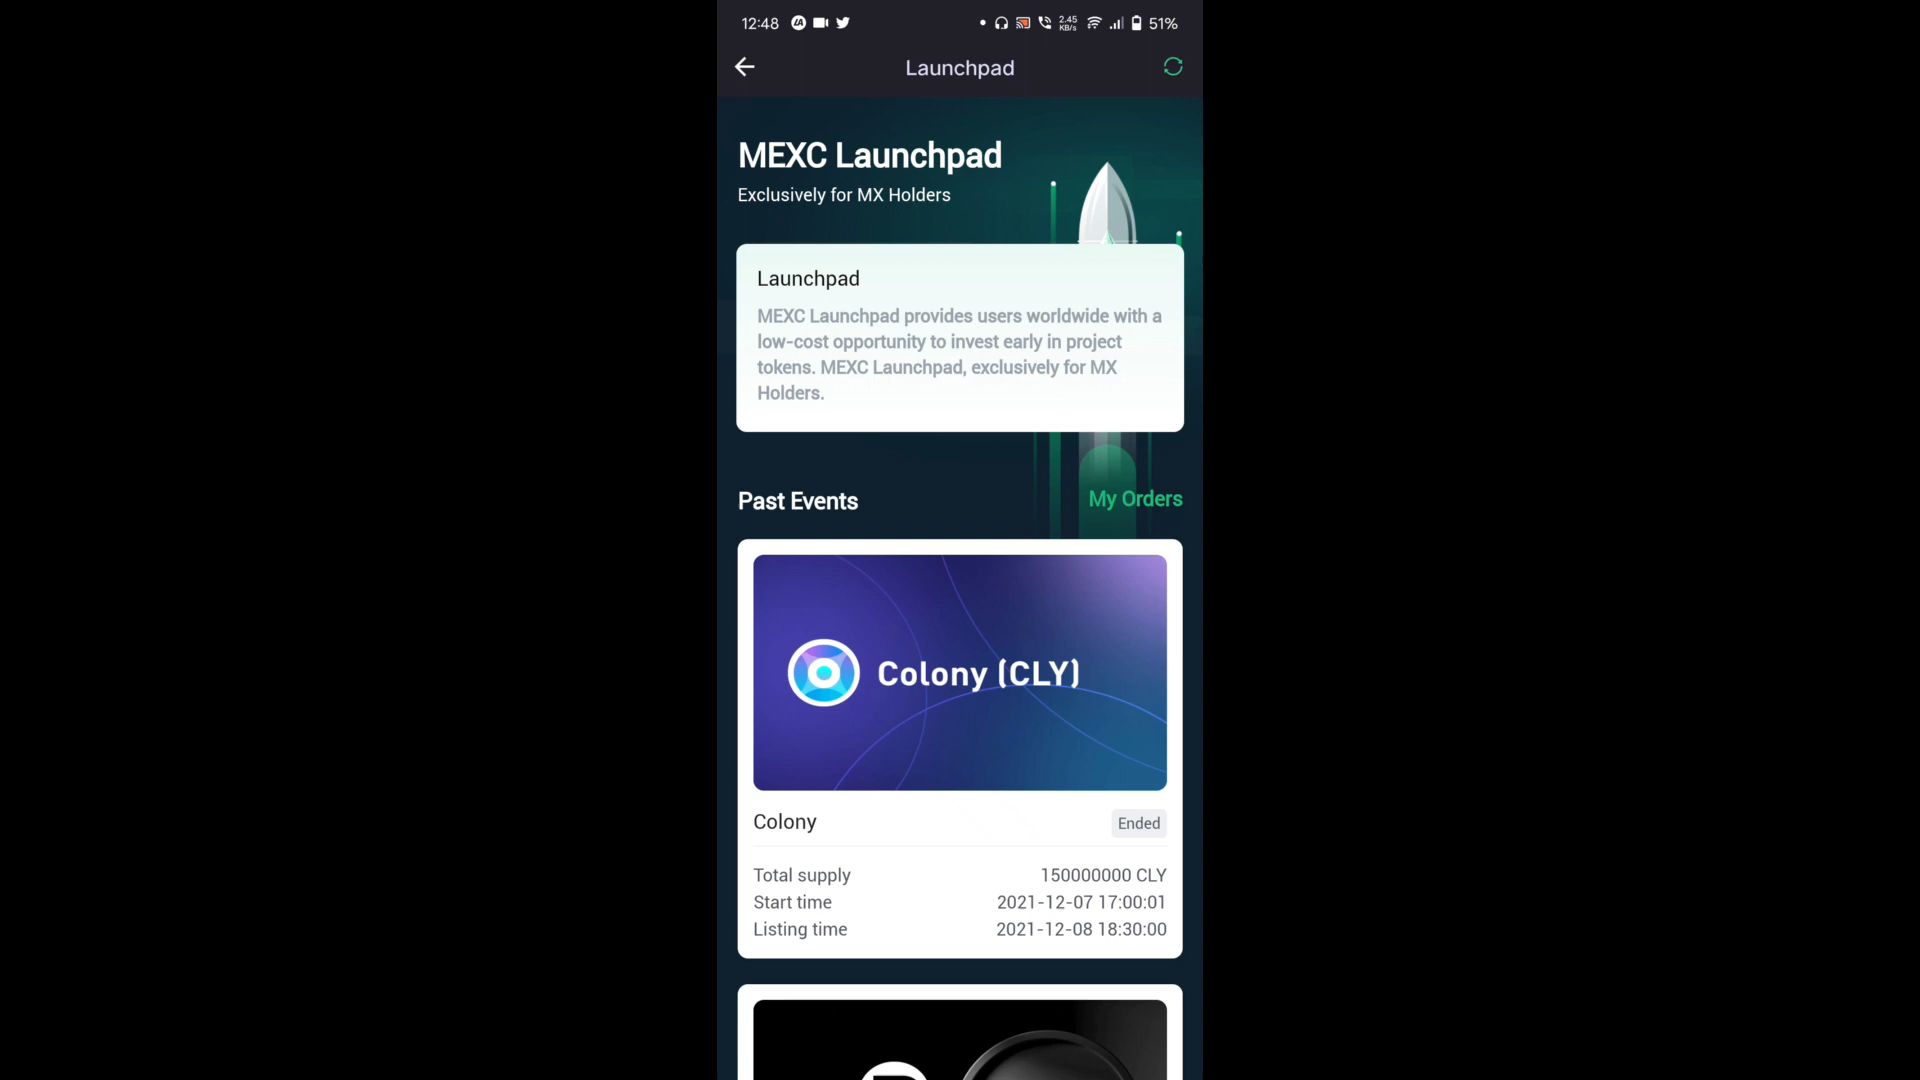 12:48
2.45
KB/s
51%
Launchpad
MEXC Launchpad
Exclusively for MX Holders
Launchpad
MEXC Launchpad provides users worldwide with a
low-cost opportunity to invest early in project
tokens. MEXC Launchpad, exclusively for MX
Holders.
Past Events
My Orders
Colony (CLY)
Colony
Ended
Total supply
150000000 CLY
Start time
2021-12-07 17:00:01
Listing time
2021-12-08 18:30:00